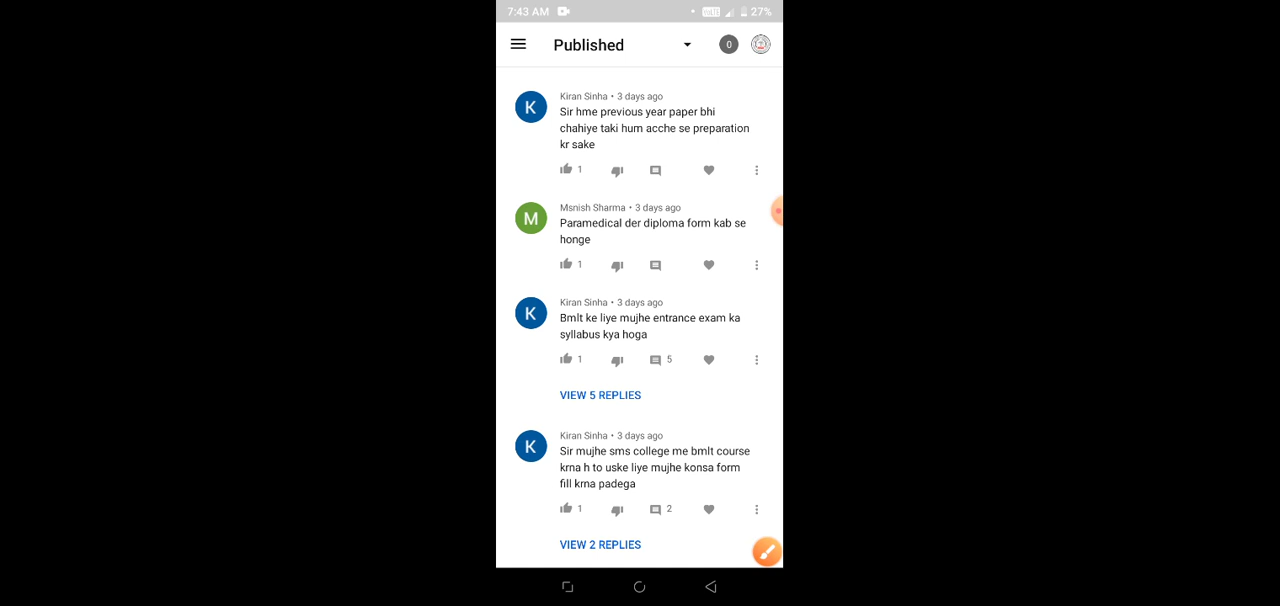 7:43 AM
27%
Published
0
K
Kiran Sinha • 3 days ago
Sir hme previous year paper bhi
chahiye taki hum acche se preparation
kr sake
1
M
Msnish Sharma • 3 days ago
Paramedical der diploma form kab se
honge
1
K
Kiran Sinha • 3 days ago
Bmlt ke liye mujhe entrance exam ka
syllabus kya hoga
1
5
VIEW 5 REPLIES
K
Kiran Sinha • 3 days ago
Sir mujhe sms college me bmlt course
krna h to uske liye mujhe konsa form
fill krna padega
1
2
VIEW 2 REPLIES